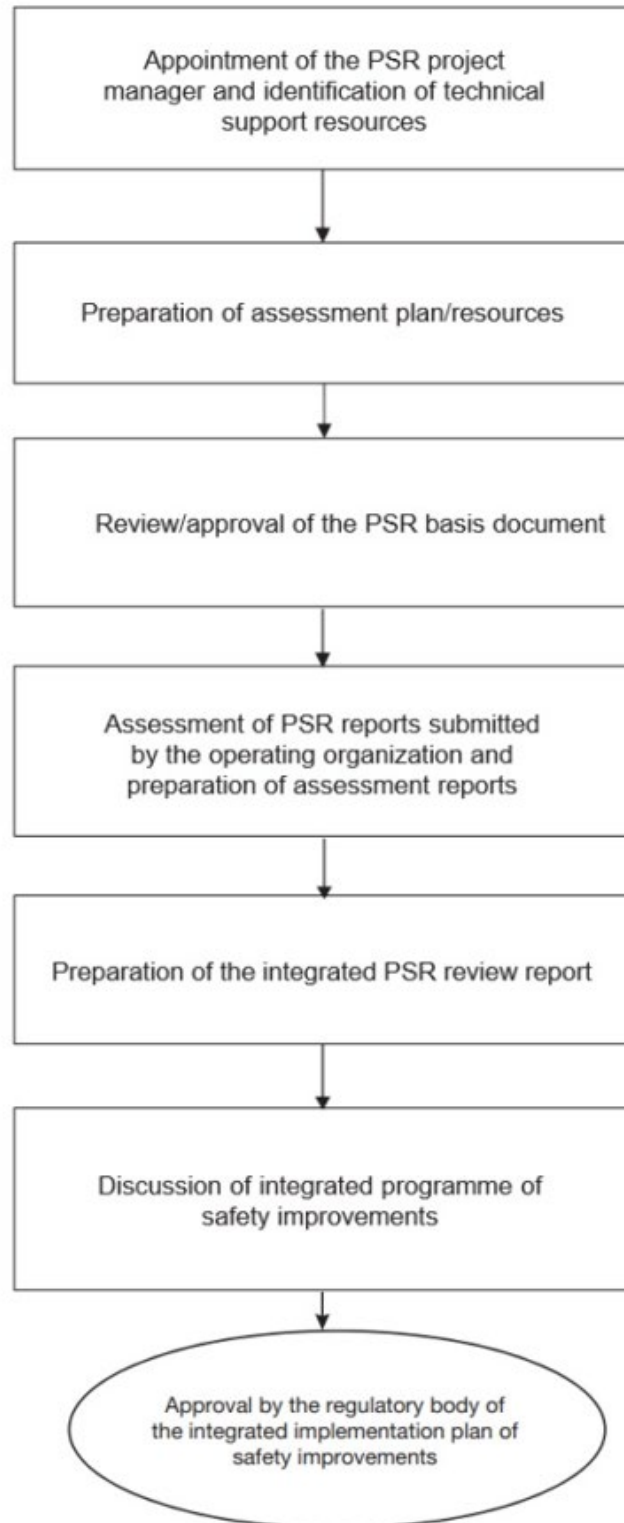 Appointment of the PSR project
manager and identification of technical
support resources
Preparation of assessment plan/resources
Review/approval of the PSR basis document
Assessment of PSR reports submitted
by the operating organization and
preparation of assessment reports
Preparation of the integrated PSR review report
Discussion of integrated programme of
safety improvements
Approval by the regulatory body of
the integrated implementation plan of
safety improvements